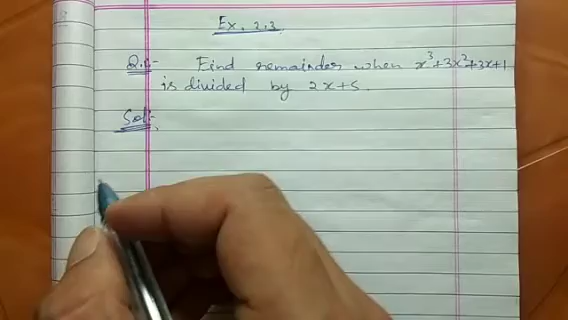 Ex. 2.3
Q.1:- Find remainder when x³+3x²+3x+1
is divided by 2x+5.
Sol:-